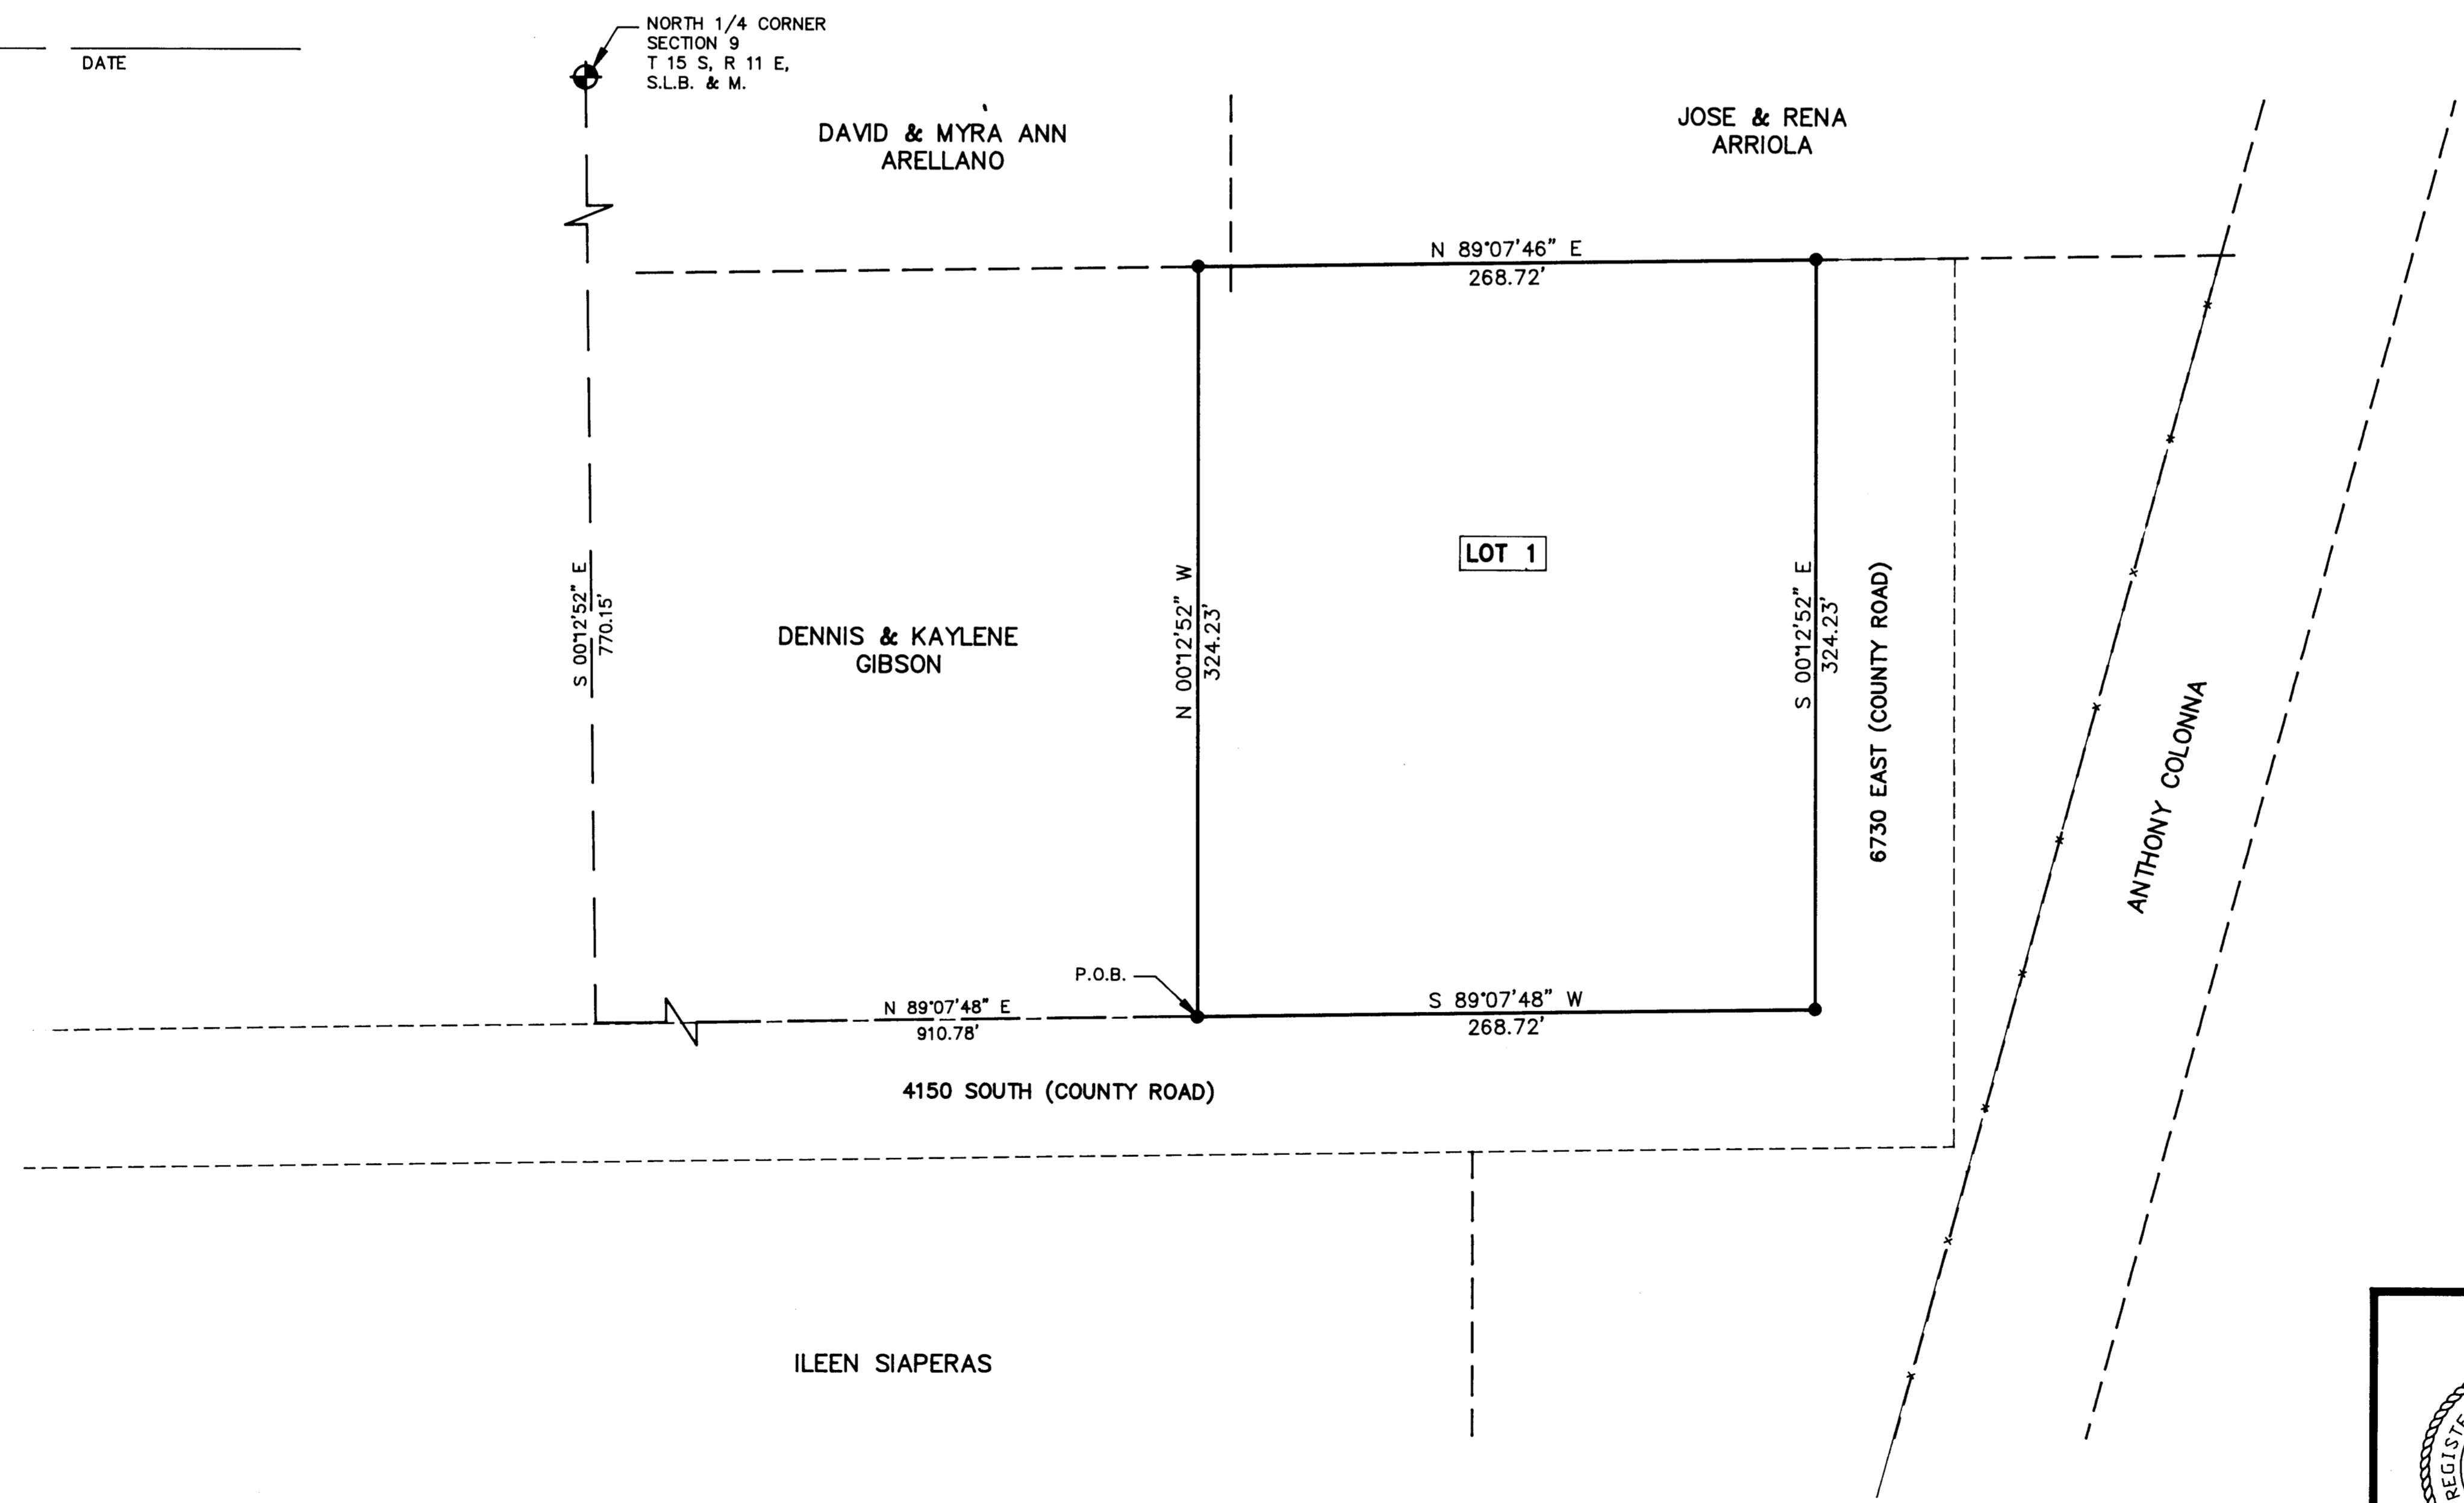 DATE
NORTH 1/4 CORNER
SECTION 9
T 15 S, R 11 E,
S.L.B. & M.
DAVID & MYRA ANN
ARELLANO
JOSE & RENA
ARRIOLA
N 89°07'46" E
268.72'
LOT 1
S 00°12'52" E
770.15'
DENNIS & KAYLENE
GIBSON
N 00°12'52" W
324.23'
S 00°12'52" E
324.23'
6730 EAST (COUNTY ROAD)
ANTHONY COLONNA
P.O.B.
N 89°07'48" E
910.78'
S 89°07'48" W
268.72'
4150 SOUTH (COUNTY ROAD)
ILEEN SIAPERAS
REGISTE